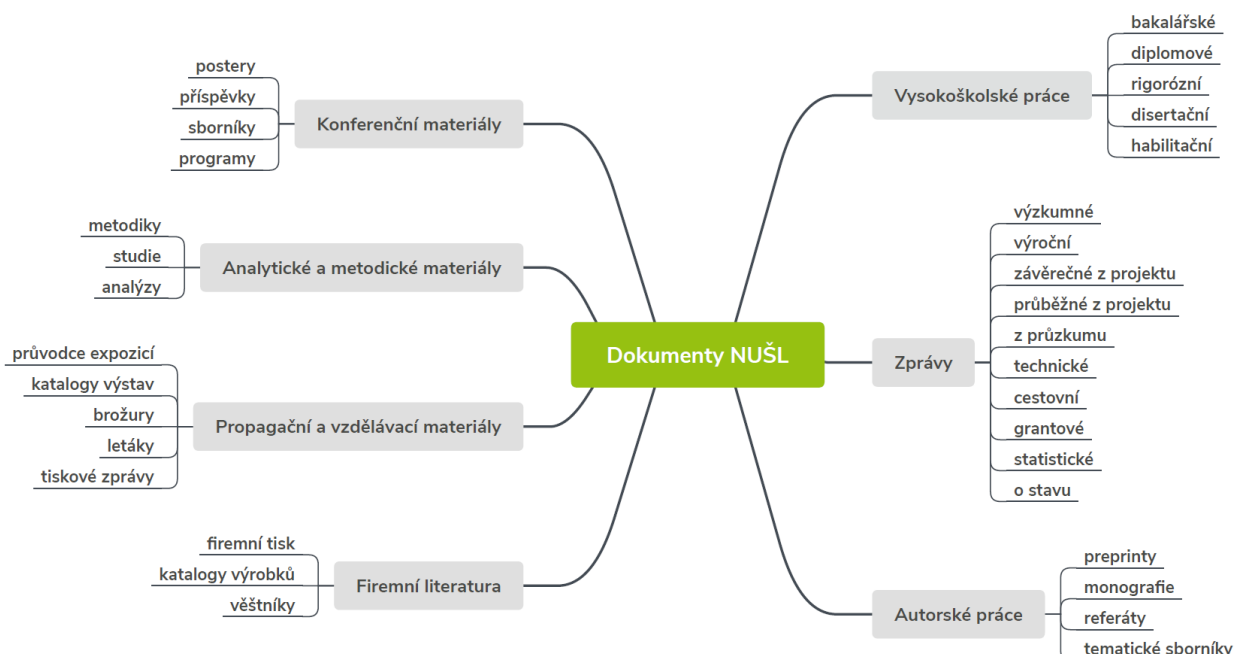 Dokumenty NUŠL
Konferenční materiály
postery
příspěvky
sborníky
programy
Analytické a metodické materiály
metodiky
studie
analýzy
Propagační a vzdělávací materiály
průvodce expozicí
katalogy výstav
brožury
letáky
tiskové zprávy
Firemní literatura
firemní tisk
katalogy výrobků
věštníky
Vysokoškolské práce
bakalářské
diplomové
rigorózní
disertační
habilitační
Zprávy
výzkumné
výroční
závěrečné z projektu
průběžné z projektu
z průzkumu
technické
cestovní
grantové
statistické
o stavu
Autorské práce
preprinty
monografie
referáty
tematické sborníky